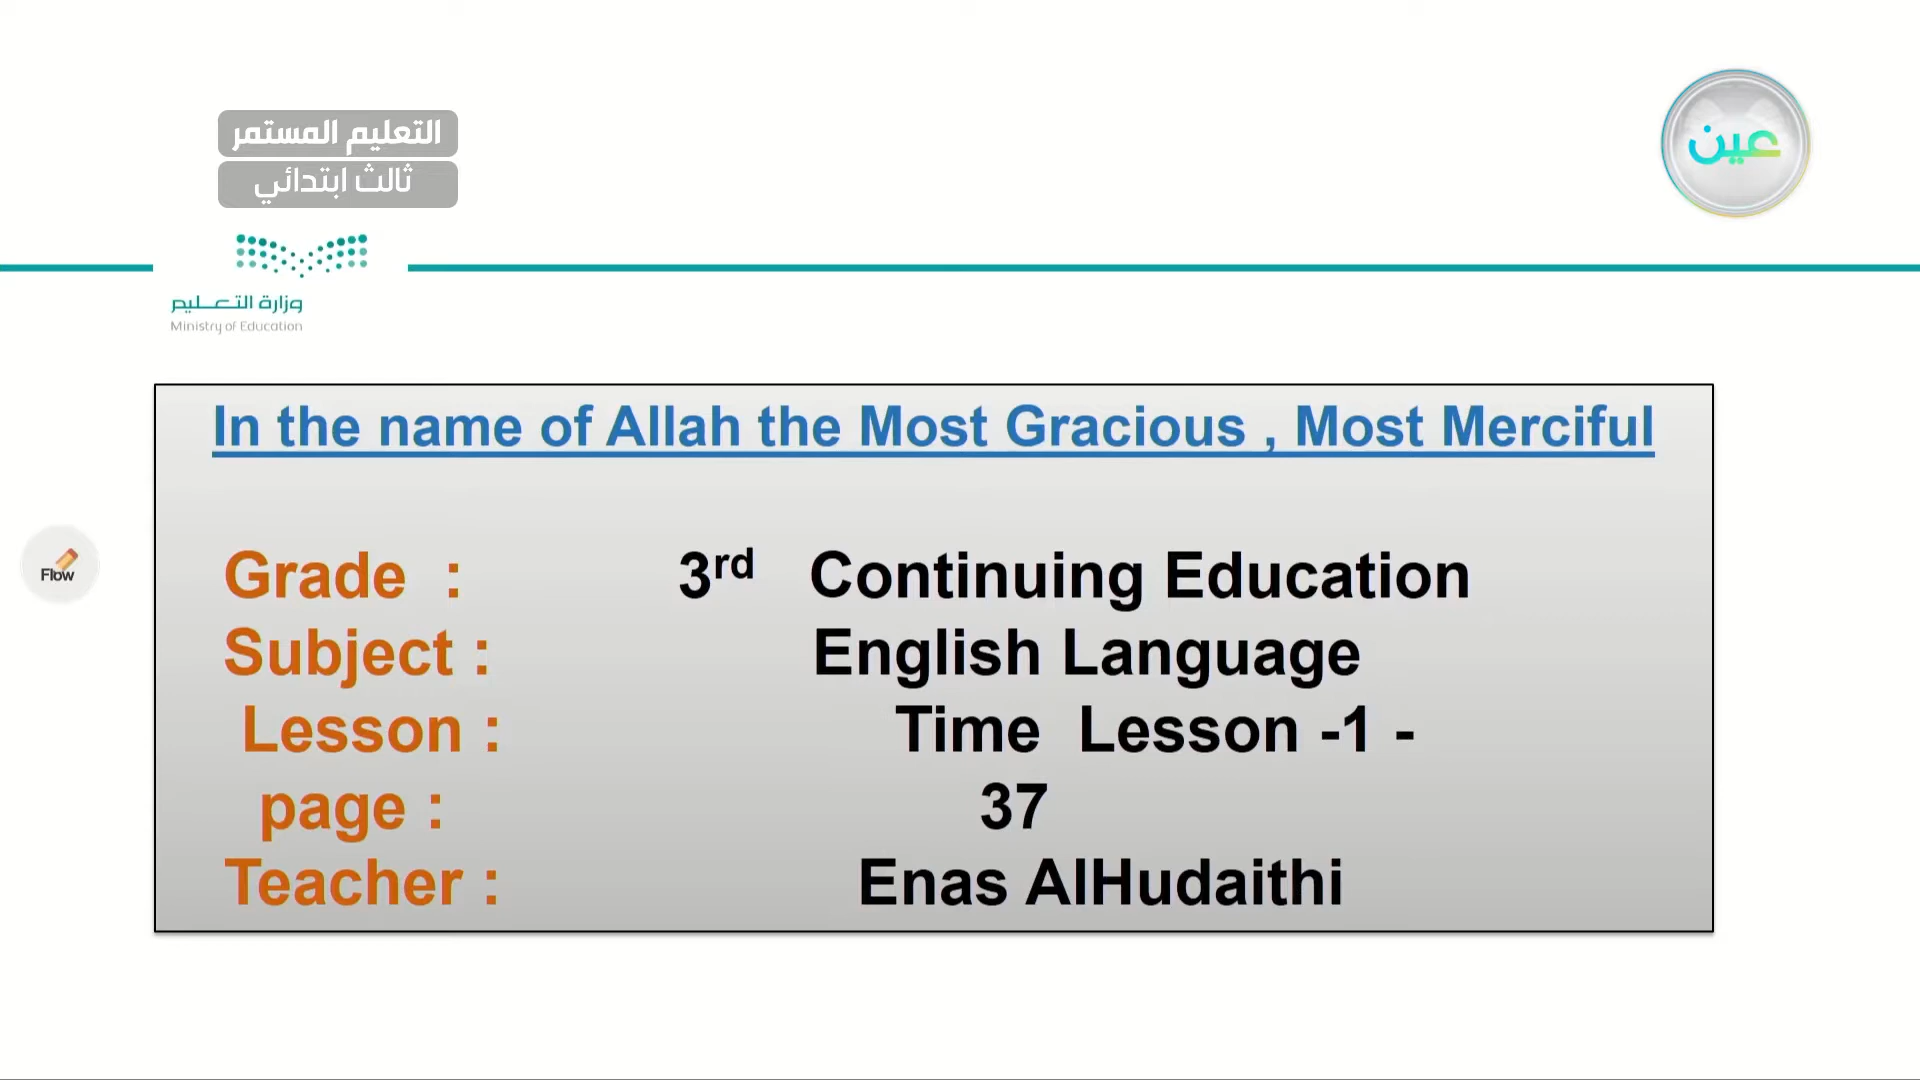 التعليم المستمر
ثالث ابتدائي
عين
وزارة التعليم
Ministry of Education
In the name of Allah the Most Gracious , Most Merciful
Flow
Grade : 3rd Continuing Education
Subject : English Language
Lesson : Time Lesson -1 -
page : 37
Teacher : Enas AlHudaithi